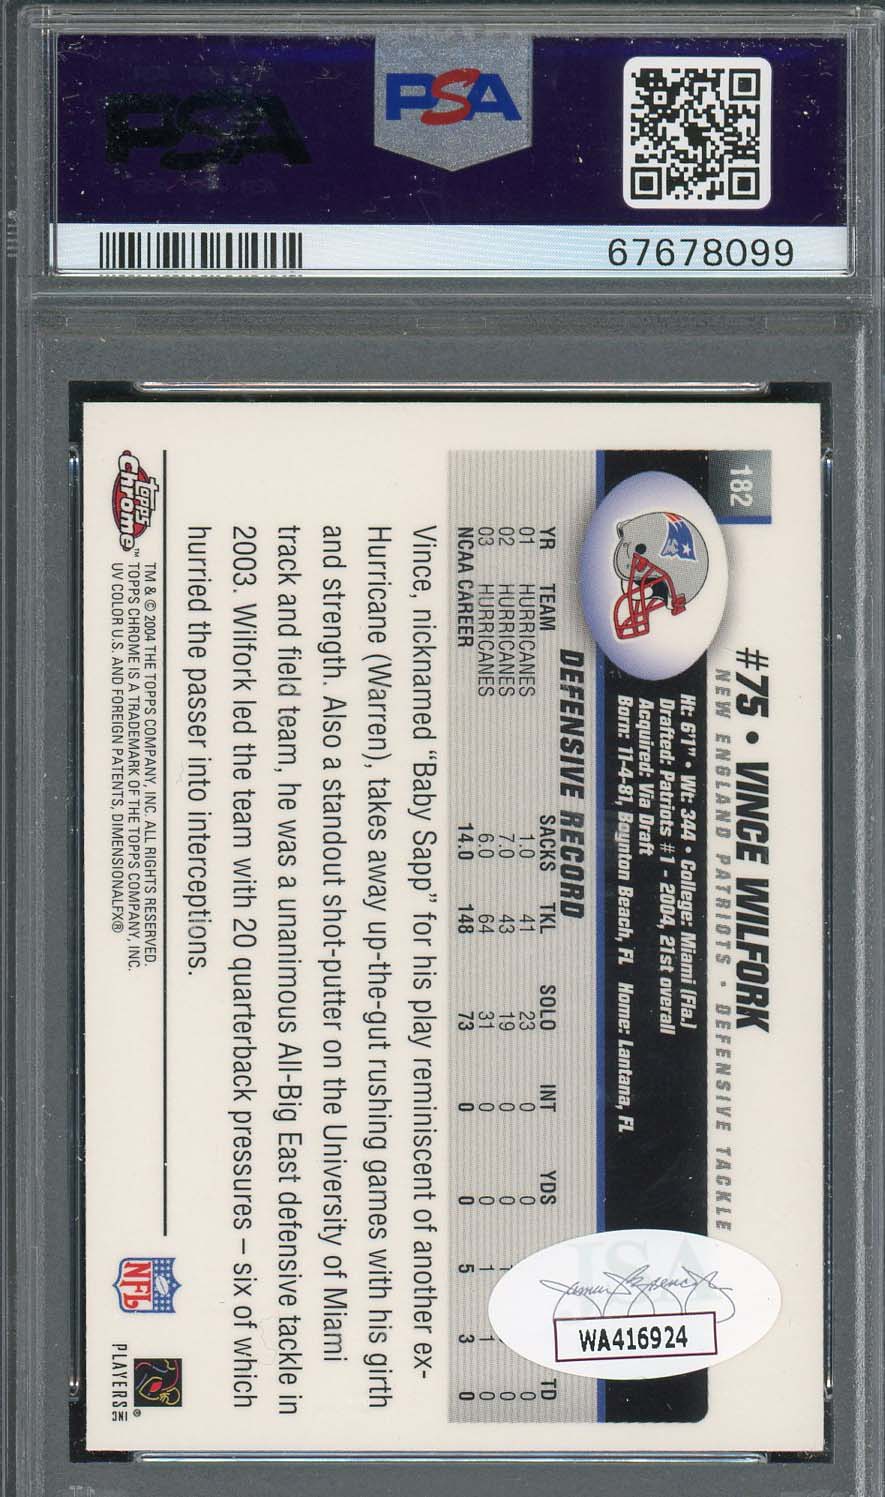 PSA
PSA
67678099
182
#75 • VINCE WILFORK
NEW ENGLAND PATRIOTS • DEFENSIVE TACKLE
Ht: 6'1" • Wt: 344 • College: Miami (Fla.)
Drafted: Patriots #1 - 2004, 21st overall
Acquired: Via Draft
Born: 11-4-81, Boynton Beach, FL Home: Lantana, FL
DEFENSIVE RECORD
YR TEAM SACKS TKL SOLO INT YDS TD
01 HURRICANES 1.0 41 23 0 0 0
02 HURRICANES 7.0 43 19 0 0 0
03 HURRICANES 6.0 64 31 0 0 1 1 0
NCAA CAREER 14.0 148 73 0 0 5 3 0
Vince, nicknamed “Baby Sapp” for his play reminiscent of another ex-
Hurricane (Warren), takes away up-the-gut rushing games with his girth
and strength. Also a standout shot-putter on the University of Miami
track and field team, he was a unanimous All-Big East defensive tackle in
2003. Wilfork led the team with 20 quarterback pressures – six of which
hurried the passer into interceptions.
topps Chrome™
TM & © 2004 THE TOPPS COMPANY, INC. ALL RIGHTS RESERVED.
TOPPS CHROME IS A TRADEMARK OF THE TOPPS COMPANY, INC.
UV COLOR U.S. AND FOREIGN PATENTS, DIMENSIONALFX®
NFL
PLAYERS INC
WA416924